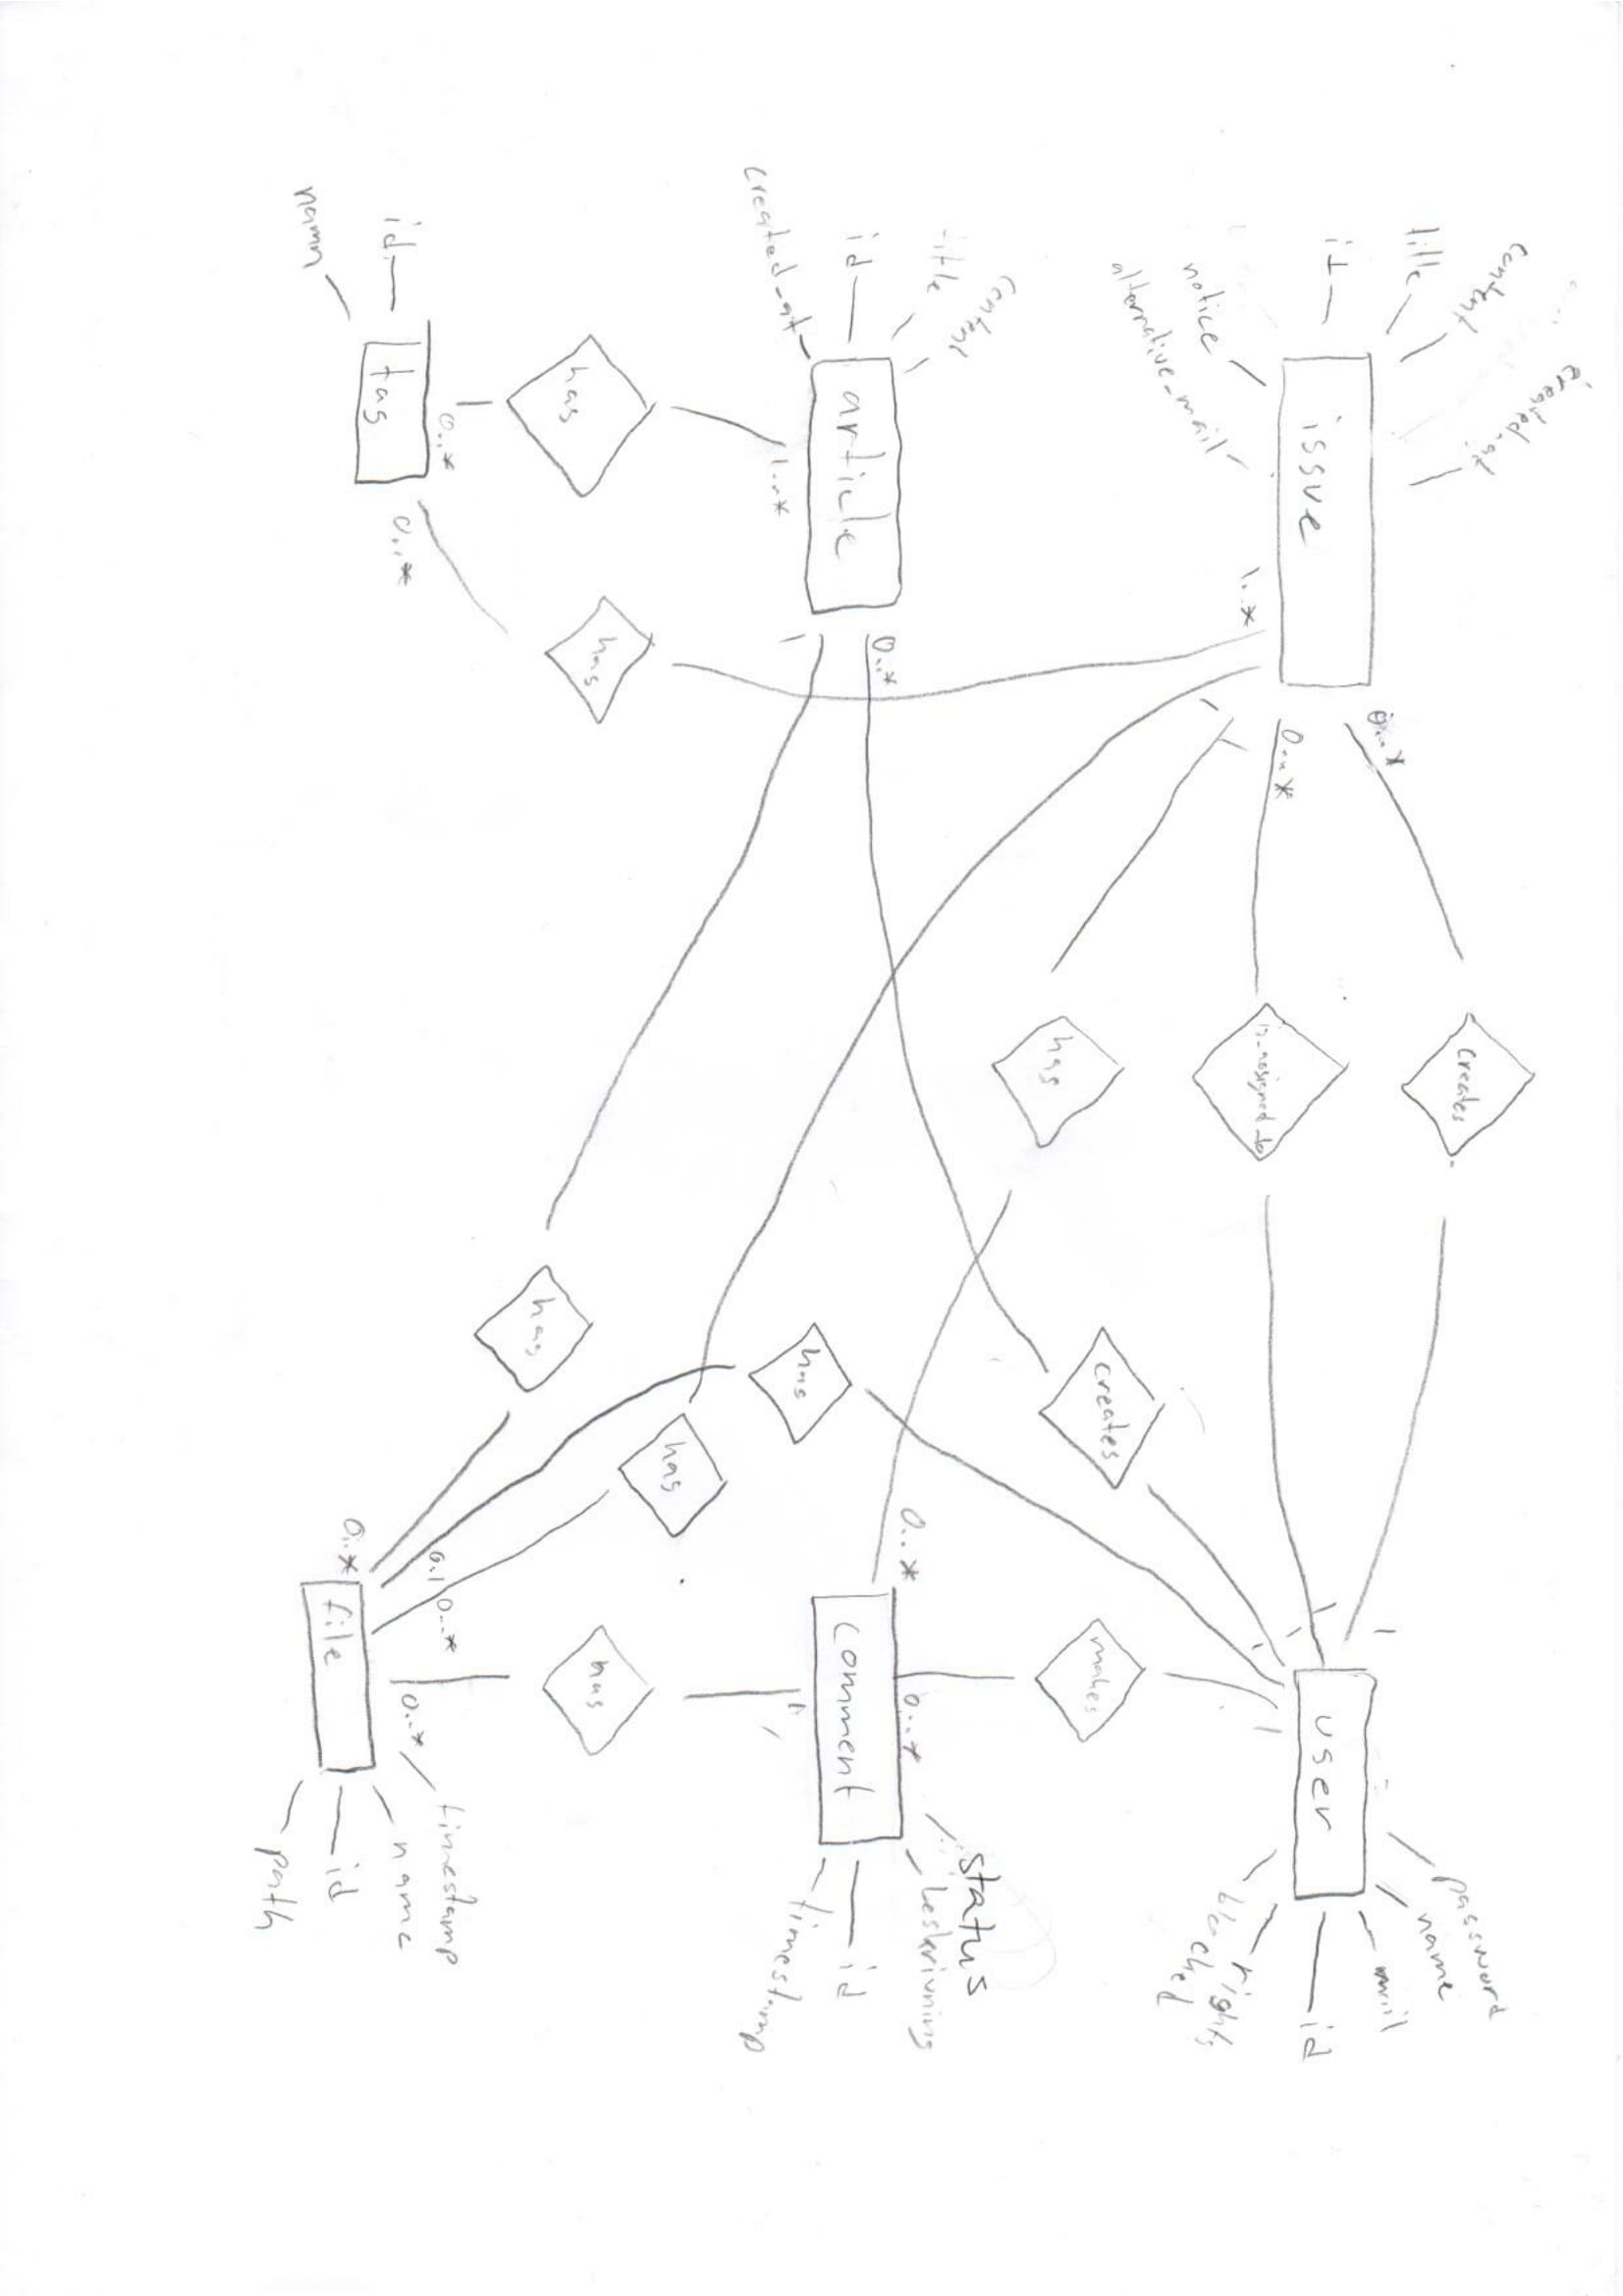 created_at
content
title
id
issue
notice
alternative_mail
0..*
creates
1
password
name
mail
user
id
rights
blocked
0..*
is_assigned_to
1
1..*
1
1
1
1
1
creates
makes
has
content
title
id
article
created_at
0..*
1
1..*
0..*
0..*
status
beskrivning
comment
id
timestamp
1
has
has
has
has
has
has
0..*
id
tag
namn
0..*
0..1
0..*
0..*
0..*
timestamp
name
file
id
path